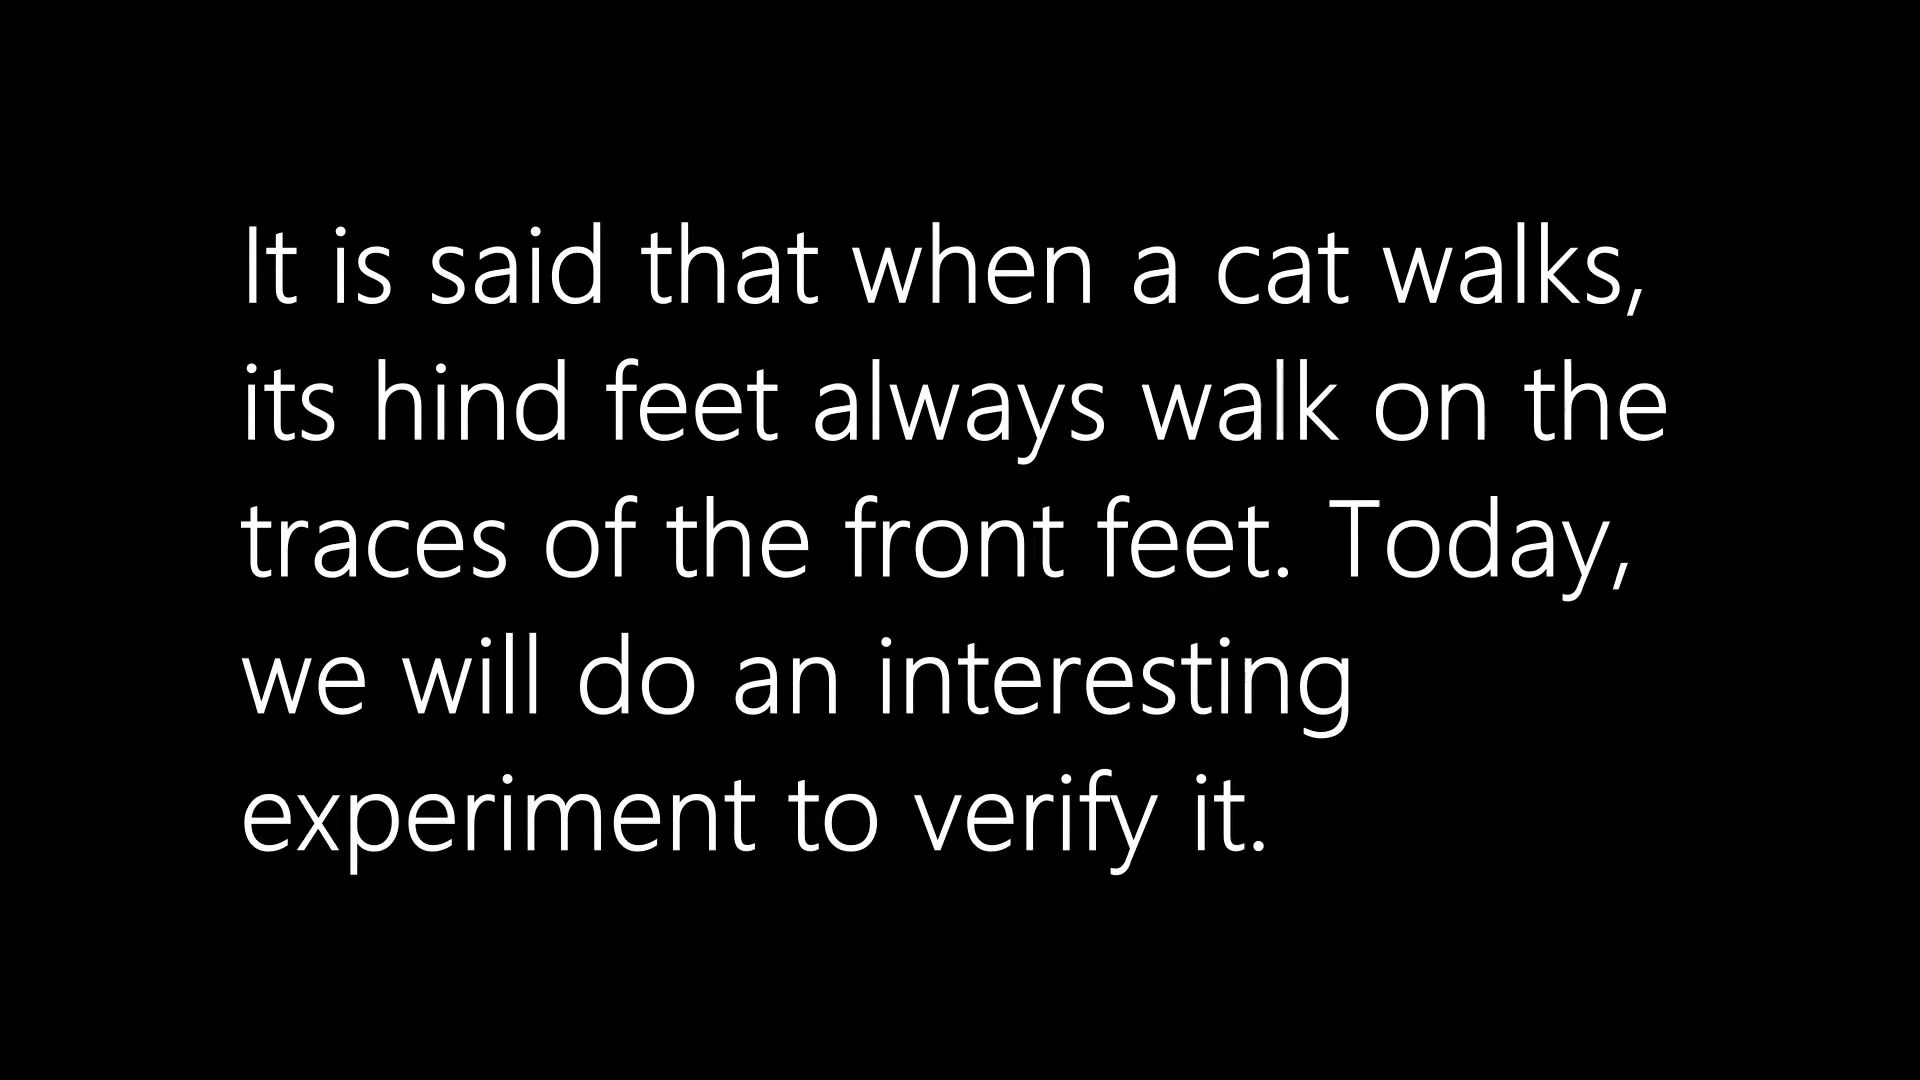 It is said that when a cat walks,
its hind feet always walk on the
traces of the front feet. Today,
we will do an interesting
experiment to verify it.